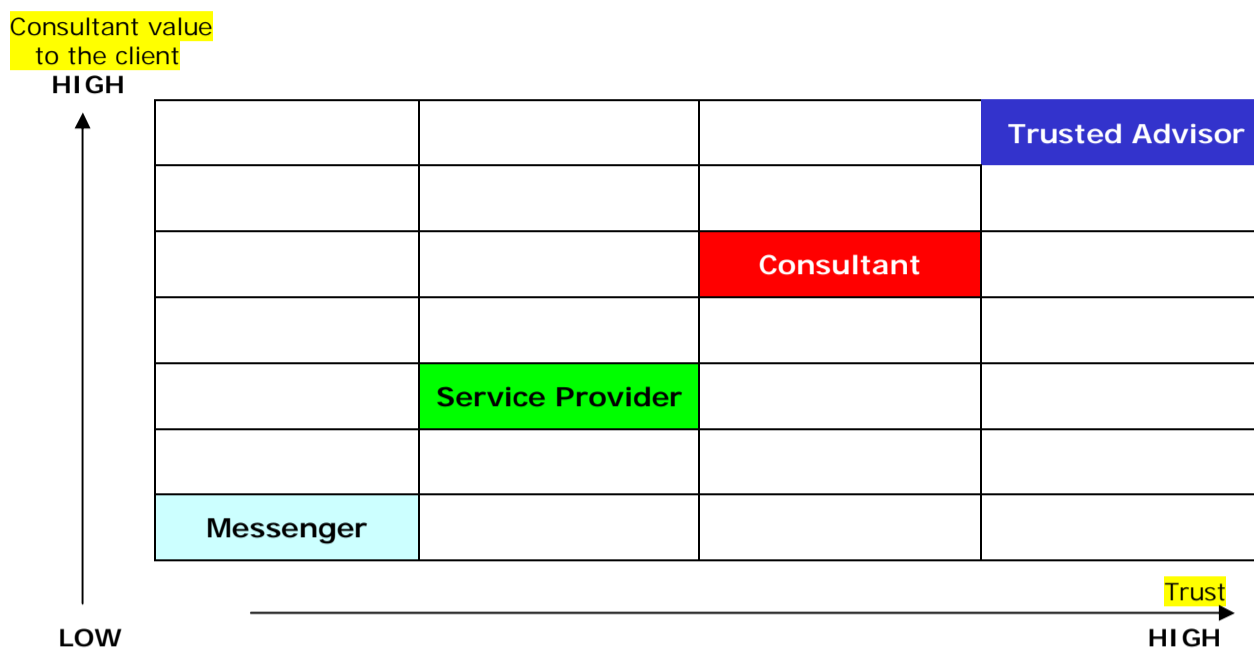 Consultant value
to the client
HIGH
Trusted Advisor
Consultant
Service Provider
Messenger
Trust
LOW
HIGH